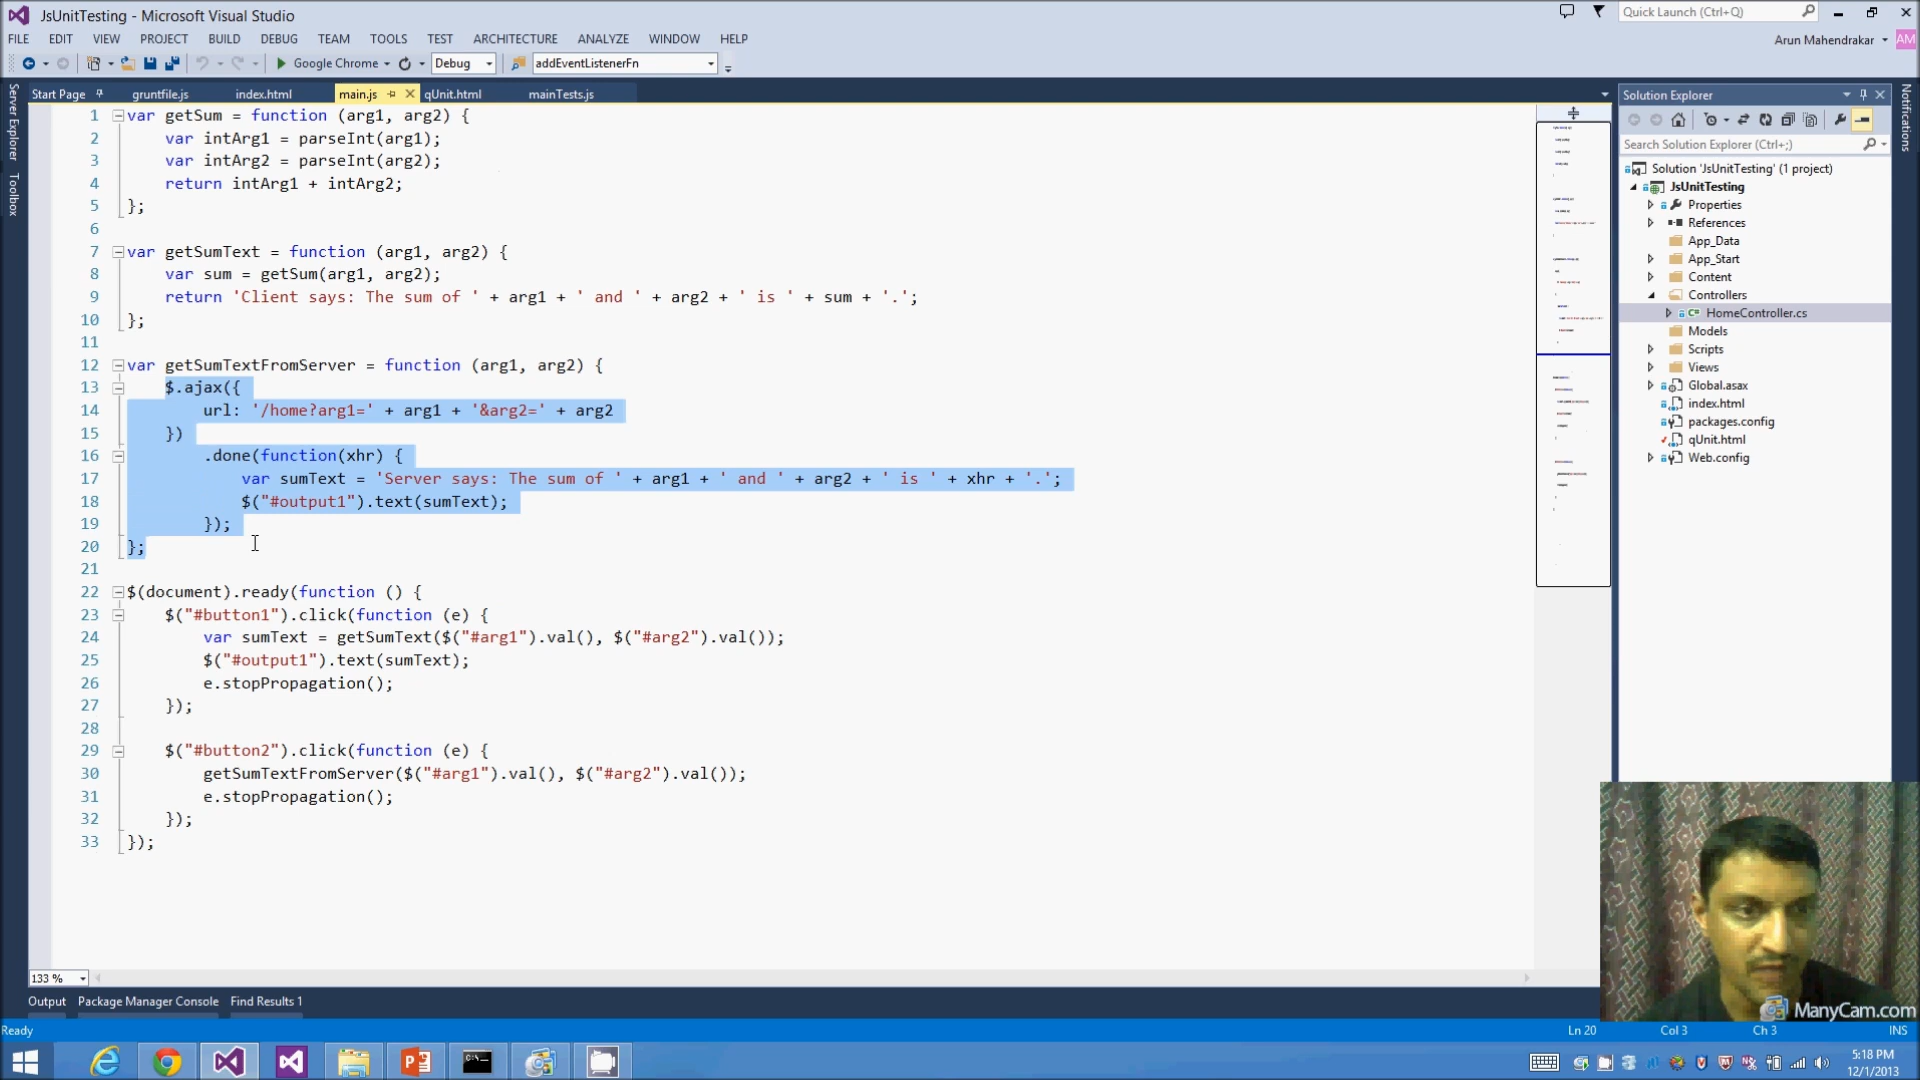 JsUnitTesting - Microsoft Visual Studio
Quick Launch (Ctrl+Q)
FILE EDIT VIEW PROJECT BUILD DEBUG TEAM TOOLS TEST ARCHITECTURE ANALYZE WINDOW HELP
Arun Mahendrakar AM
Google Chrome Debug addEventListenerFn
Start Page gruntfile.js index.html main.js qUnit.html mainTests.js
Server Explorer
Toolbox
1 var getSum = function (arg1, arg2) {
2 var intArg1 = parseInt(arg1);
3 var intArg2 = parseInt(arg2);
4 return intArg1 + intArg2;
5 };
6
7 var getSumText = function (arg1, arg2) {
8 var sum = getSum(arg1, arg2);
9 return 'Client says: The sum of ' + arg1 + ' and ' + arg2 + ' is ' + sum + '.';
10 };
11
12 var getSumTextFromServer = function (arg1, arg2) {
13 $.ajax({
14 url: '/home?arg1=' + arg1 + '&arg2=' + arg2
15 })
16 .done(function(xhr) {
17 var sumText = 'Server says: The sum of ' + arg1 + ' and ' + arg2 + ' is ' + xhr + '.';
18 $("#output1").text(sumText);
19 });
20 };
21
22 $(document).ready(function () {
23 $("#button1").click(function (e) {
24 var sumText = getSumText($("#arg1").val(), $("#arg2").val());
25 $("#output1").text(sumText);
26 e.stopPropagation();
27 });
28
29 $("#button2").click(function (e) {
30 getSumTextFromServer($("#arg1").val(), $("#arg2").val());
31 e.stopPropagation();
32 });
33 });
Solution Explorer
Search Solution Explorer (Ctrl+;)
Solution 'JsUnitTesting' (1 project)
JsUnitTesting
Properties
References
App_Data
App_Start
Content
Controllers
C# HomeController.cs
Models
Scripts
Views
Global.asax
index.html
packages.config
qUnit.html
Web.config
Notifications
133 %
Output Package Manager Console Find Results 1
ManyCam.com
Ready Ln 20 Col 3 Ch 3 INS
5:18 PM
12/1/2013